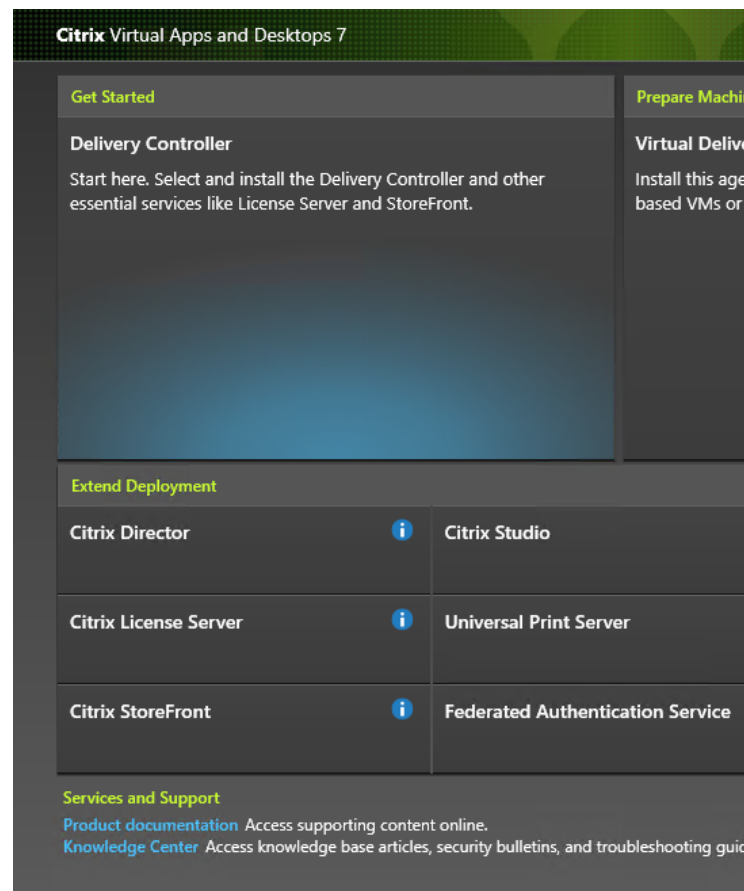 Citrix Virtual Apps and Desktops 7
Get Started
Delivery Controller
Start here. Select and install the Delivery Controller and other
essential services like License Server and StoreFront.
Prepare Machi
Virtual Delive
Install this age
based VMs or
Extend Deployment
Citrix Director
Citrix Studio
Citrix License Server
Universal Print Server
Citrix StoreFront
Federated Authentication Service
Services and Support
Product documentation Access supporting content online.
Knowledge Center Access knowledge base articles, security bulletins, and troubleshooting guid